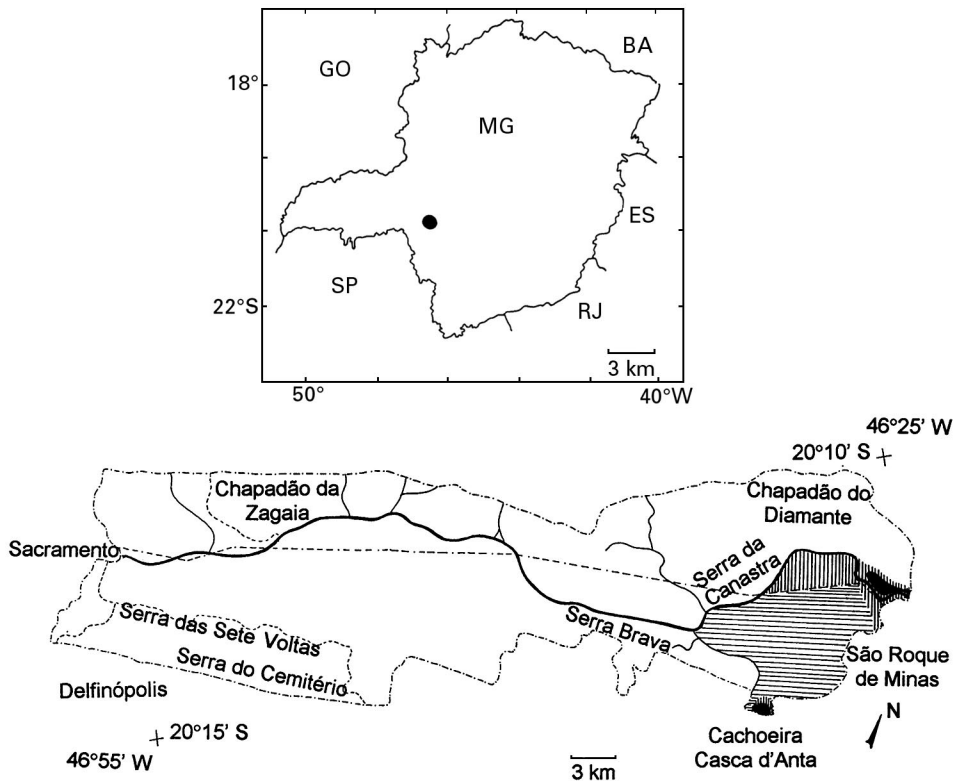 BA
GO
18°
MG
ES
SP
22°S
RJ
3 km
50°
40°W
46°25' W
20°10' S
Chapadão da
Zagaia
Chapadão do
Diamante
Sacramento
Serra da
Canastra
Serra das Sete Voltas
Serra Brava
Serra do Cemitério
São Roque
de Minas
Delfinópolis
20°15' S
46°55' W
N
Cachoeira
Casca d'Anta
3 km